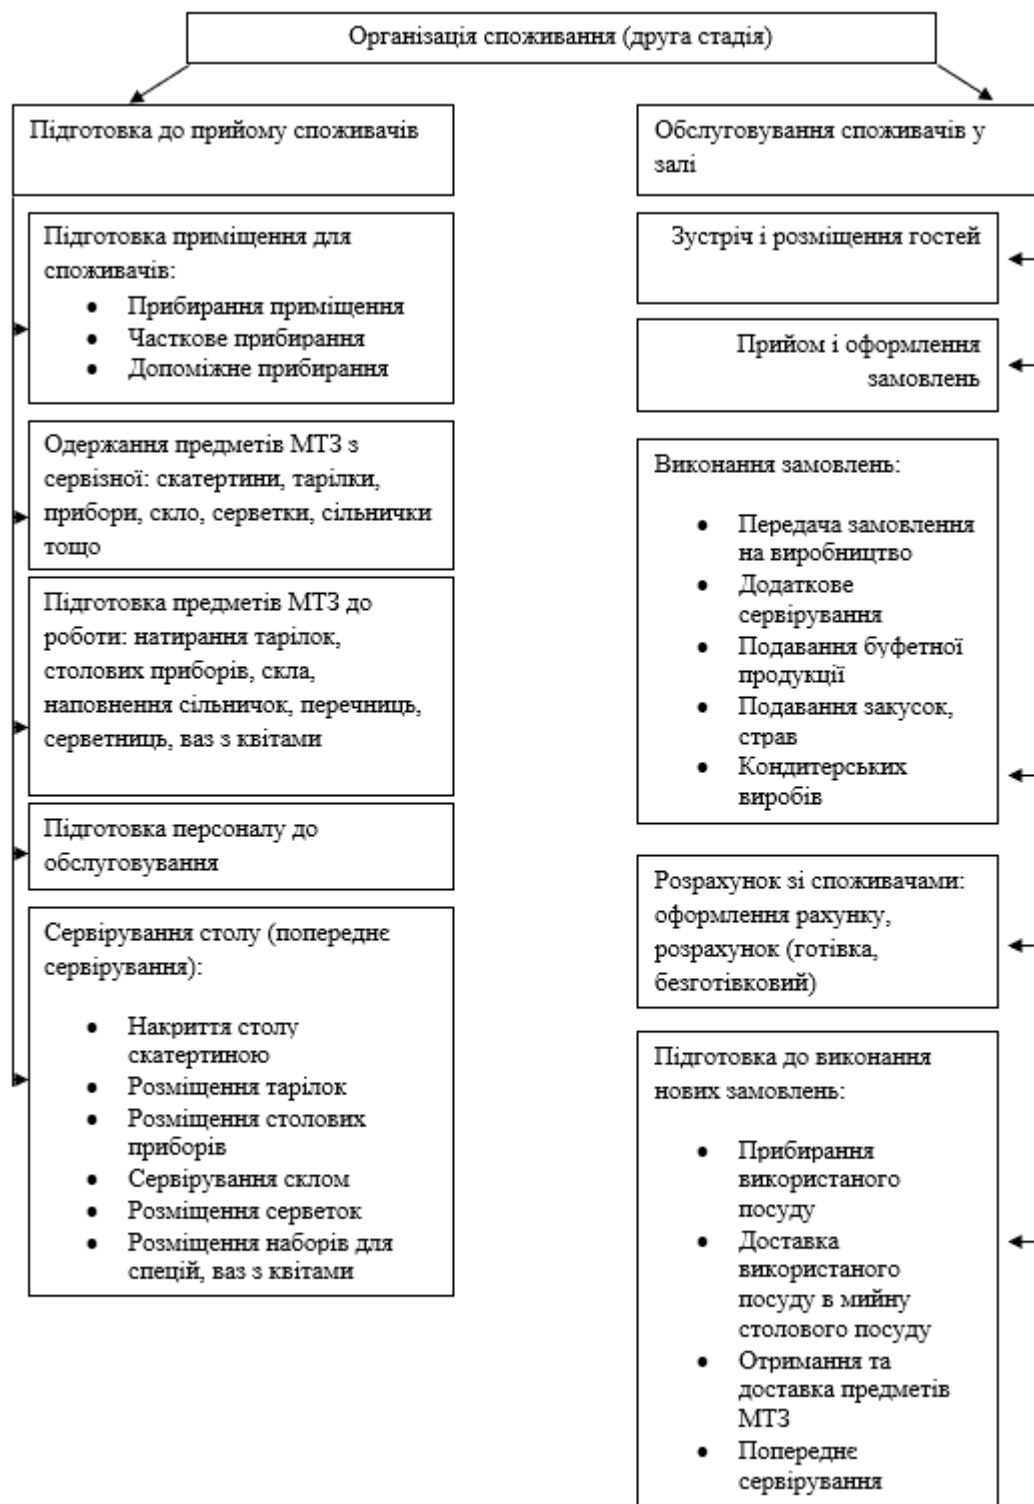 Організація споживання (друга стадія)
Підготовка до прийому споживачів
Підготовка приміщення для
споживачів:
• Прибирання приміщення
• Часткове прибирання
• Допоміжне прибирання
Одержання предметів МТЗ з
сервізної: скатертини, тарілки,
прибори, скло, серветки, сільнички
тощо
Підготовка предметів МТЗ до
роботи: натирання тарілок,
столових приборів, скла,
наповнення сільничок, перечниць,
серветниць, ваз з квітами
Підготовка персоналу до
обслуговування
Сервірування столу (попереднє
сервірування):
• Накриття столу
скатертиною
• Розміщення тарілок
• Розміщення столових
приборів
• Сервірування склом
• Розміщення серветок
• Розміщення наборів для
спецій, ваз з квітами
Обслуговування споживачів у
залі
Зустріч і розміщення гостей
Прийом і оформлення
замовлень
Виконання замовлень:
• Передача замовлення
на виробництво
• Додаткове
сервірування
• Подавання буфетної
продукції
• Подавання закусок,
страв
• Кондитерських
виробів
Розрахунок зі споживачами:
оформлення рахунку,
розрахунок (готівка,
безготівковий)
Підготовка до виконання
нових замовлень:
• Прибирання
використаного
посуду
• Доставка
використаного
посуду в мийну
столового посуду
• Отримання та
доставка предметів
МТЗ
• Попереднє
сервірування